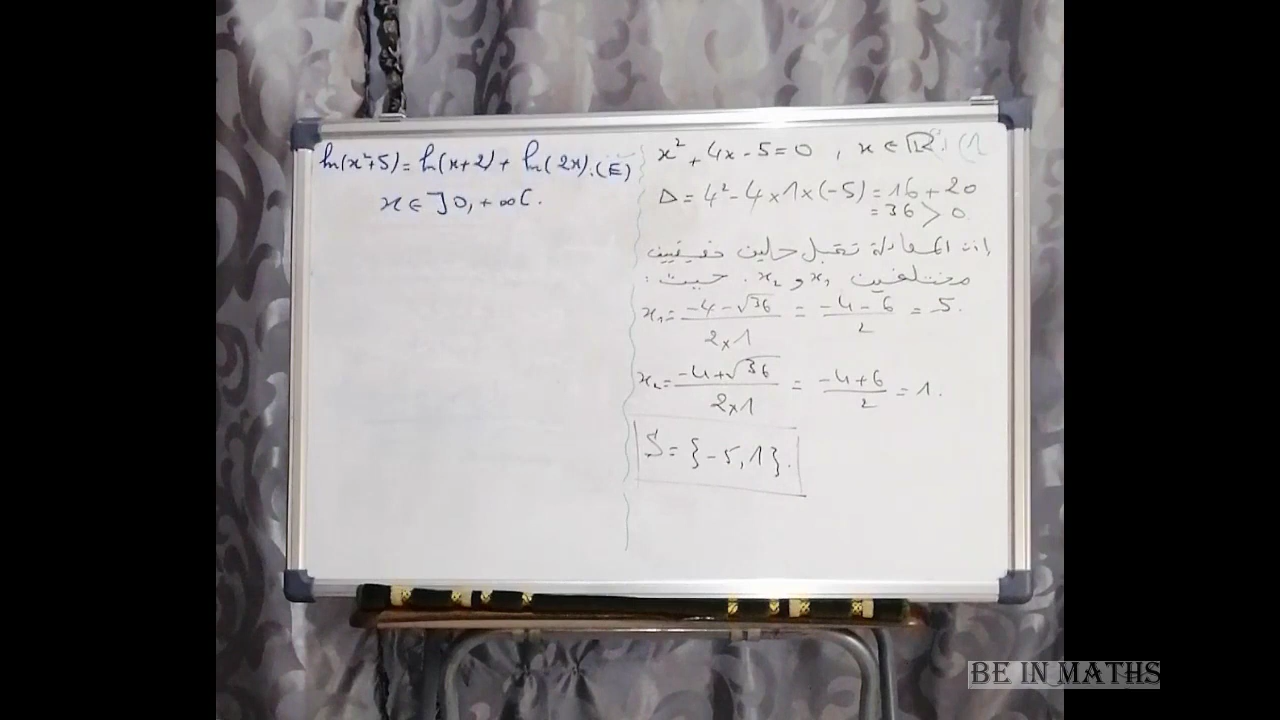 ln(x²+5) = ln(x+2) + ln(2x). (E)
x ∈ ]0, +∞[.
x² + 4x - 5 = 0 , x ∈ ℝ. (1
Δ = 4² - 4 × 1 × (-5) = 16 + 20
= 36 > 0.
إذن المعادلة تقبل حلين حقيقيين
مختلفين x₁ و x₂. حيث :
x₁ = (-4 - √36)/(2×1) = (-4 - 6)/2 = 5.
x₂ = (-4 + √36)/(2×1) = (-4 + 6)/2 = 1.
S = {-5, 1}.
BE IN MATHS